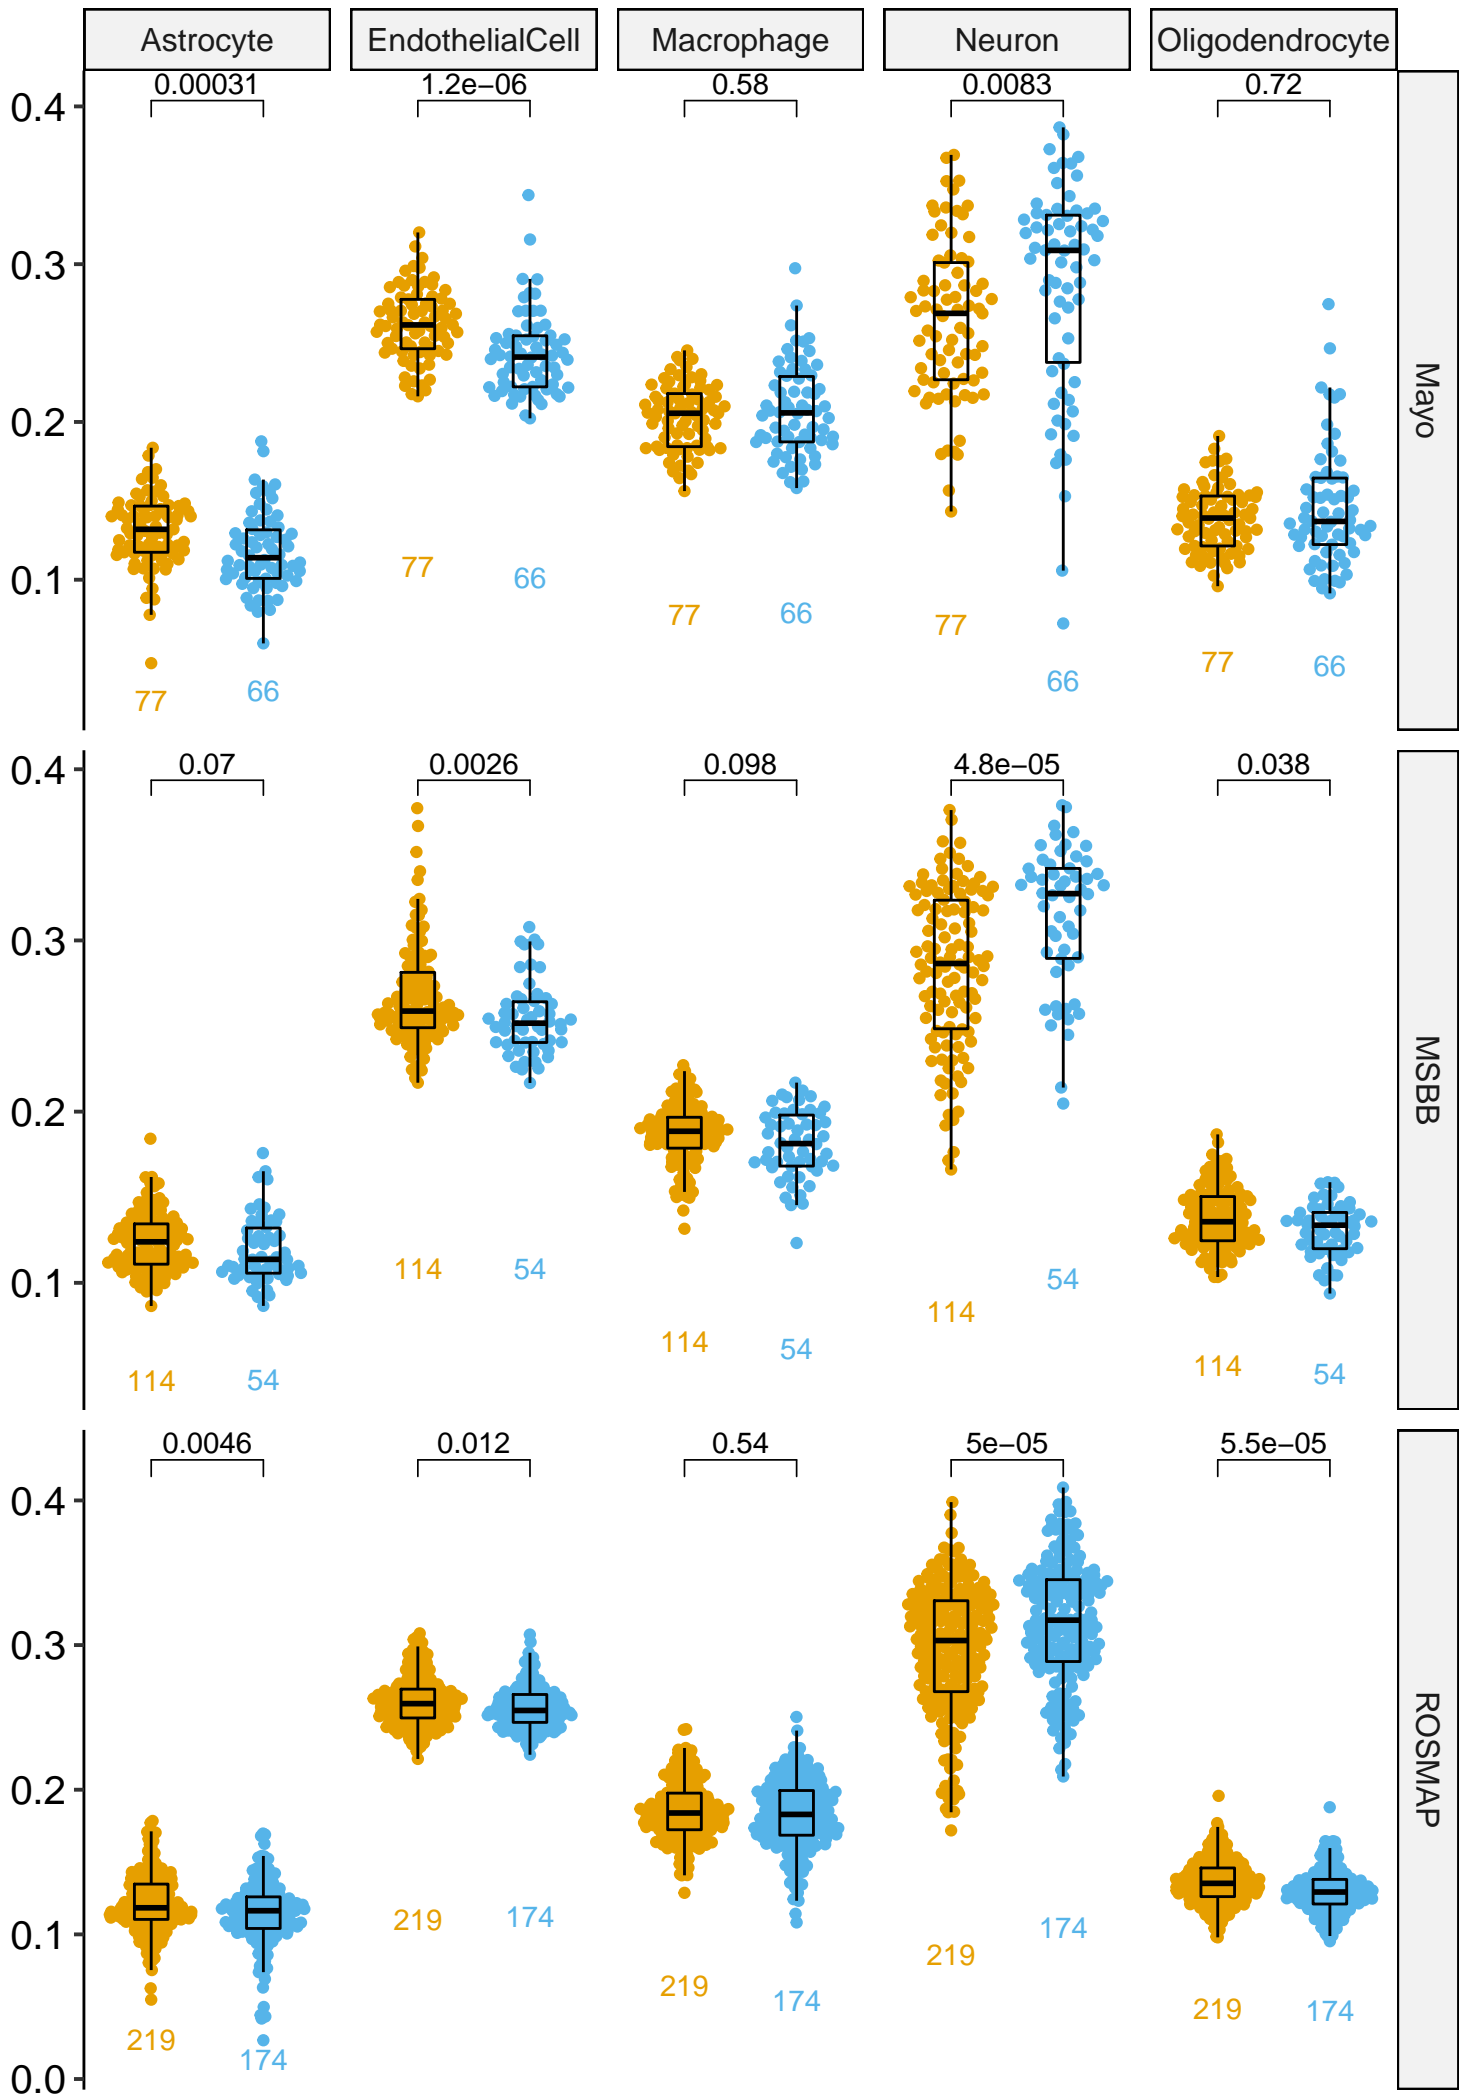 Astrocyte EndothelialCell Macrophage Neuron Oligodendrocyte
0.00031 1.2e−06 0.58 0.0083 0.72
0.4
0.3
0.2
0.1
77 66 77 66 77 66 77 66 77 66
Mayo
0.07 0.0026 0.098 4.8e−05 0.038
0.4
0.3
0.2
0.1
114 54 114 54 114 54 114 54 114 54
MSBB
0.0046 0.012 0.54 5e−05 5.5e−05
0.4
0.3
0.2
0.1
0.0
219 174 219 174 219 174 219 174 219 174
ROSMAP